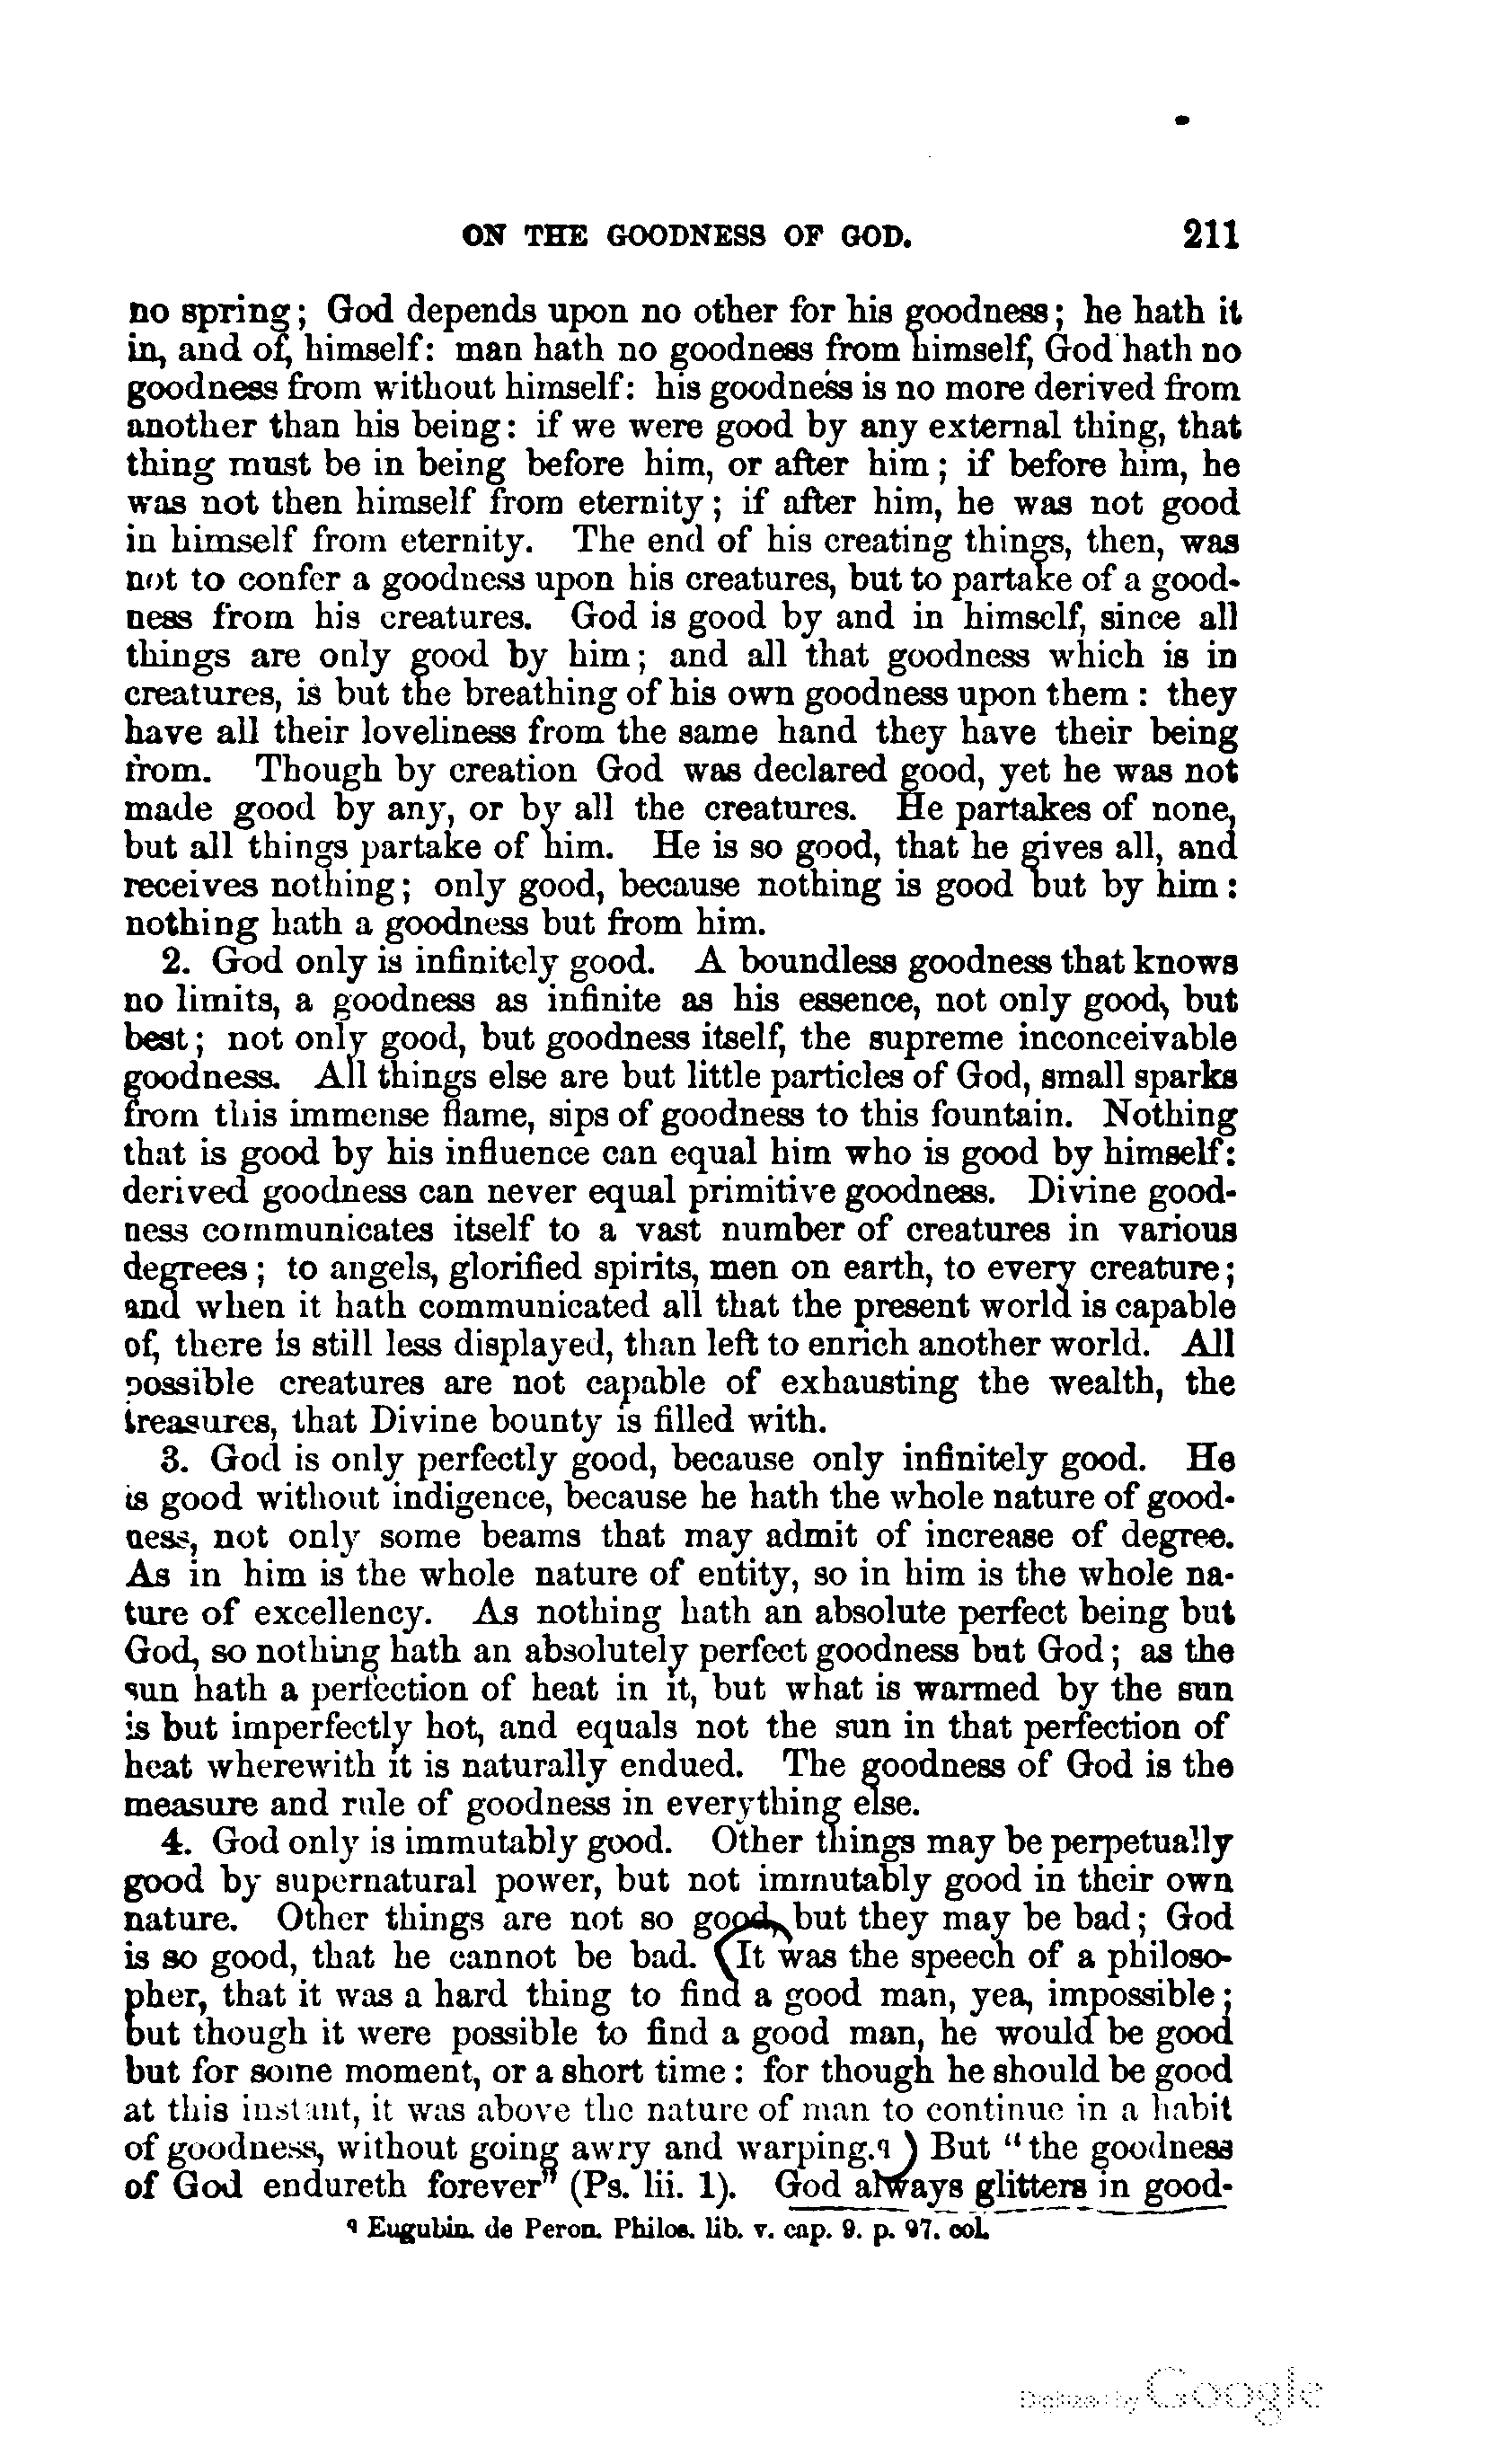 ON THE GOODNESS OF GOD. 211
no spring; God depends upon no other for his goodness; he hath it
in, and of, himself: man hath no goodness from himself, God hath no
goodness from without himself: his goodness is no more derived from
another than his being: if we were good by any external thing, that
thing must be in being before him, or after him; if before him, he
was not then himself from eternity; if after him, he was not good
in himself from eternity. The end of his creating things, then, was
not to confer a goodness upon his creatures, but to partake of a good-
ness from his creatures. God is good by and in himself, since all
things are only good by him; and all that goodness which is in
creatures, is but the breathing of his own goodness upon them: they
have all their loveliness from the same hand they have their being
from. Though by creation God was declared good, yet he was not
made good by any, or by all the creatures. He partakes of none,
but all things partake of him. He is so good, that he gives all, and
receives nothing; only good, because nothing is good but by him:
nothing hath a goodness but from him.
2. God only is infinitely good. A boundless goodness that knows
no limits, a goodness as infinite as his essence, not only good, but
best; not only good, but goodness itself, the supreme inconceivable
goodness. All things else are but little particles of God, small sparks
from this immense flame, sips of goodness to this fountain. Nothing
that is good by his influence can equal him who is good by himself:
derived goodness can never equal primitive goodness. Divine good-
ness communicates itself to a vast number of creatures in various
degrees; to angels, glorified spirits, men on earth, to every creature;
and when it hath communicated all that the present world is capable
of, there is still less displayed, than left to enrich another world. All
possible creatures are not capable of exhausting the wealth, the
treasures, that Divine bounty is filled with.
3. God is only perfectly good, because only infinitely good. He
is good without indigence, because he hath the whole nature of good-
ness, not only some beams that may admit of increase of degree.
As in him is the whole nature of entity, so in him is the whole na-
ture of excellency. As nothing hath an absolute perfect being but
God, so nothing hath an absolutely perfect goodness but God; as the
sun hath a perfection of heat in it, but what is warmed by the sun
is but imperfectly hot, and equals not the sun in that perfection of
heat wherewith it is naturally endued. The goodness of God is the
measure and rule of goodness in everything else.
4. God only is immutably good. Other things may be perpetually
good by supernatural power, but not immutably good in their own
nature. Other things are not so good, but they may be bad; God
is so good, that he cannot be bad. (It was the speech of a philoso-
pher, that it was a hard thing to find a good man, yea, impossible;
but though it were possible to find a good man, he would be good
but for some moment, or a short time: for though he should be good
at this instant, it was above the nature of man to continue in a habit
of goodness, without going awry and warping.q) But "the goodness
of God endureth forever" (Ps. lii. 1). God always glitters in good-
q Eugubin. de Peron. Philos. lib. v. cap. 9. p. 97. col.
Digitized by Google